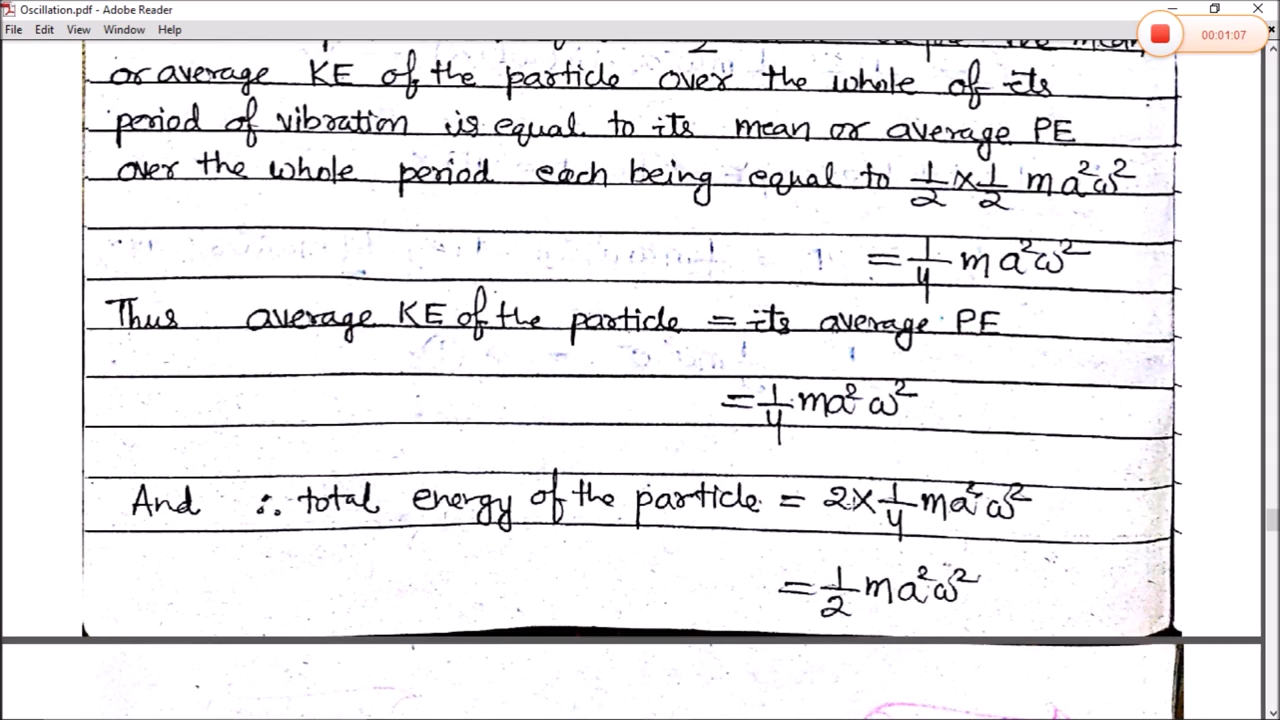 Oscillation.pdf - Adobe Reader
File Edit View Window Help
00:01:07
or average KE of the particle over the whole of its
period of vibration is equal to its mean or average PE
over the whole period each being equal to 1/2 × 1/2 ma²ω²
= 1/4 ma²ω²
Thus average KE of the particle = its average PE
= 1/4 ma²ω²
And ∴ total energy of the particle = 2× 1/4 ma²ω²
= 1/2 ma²ω²